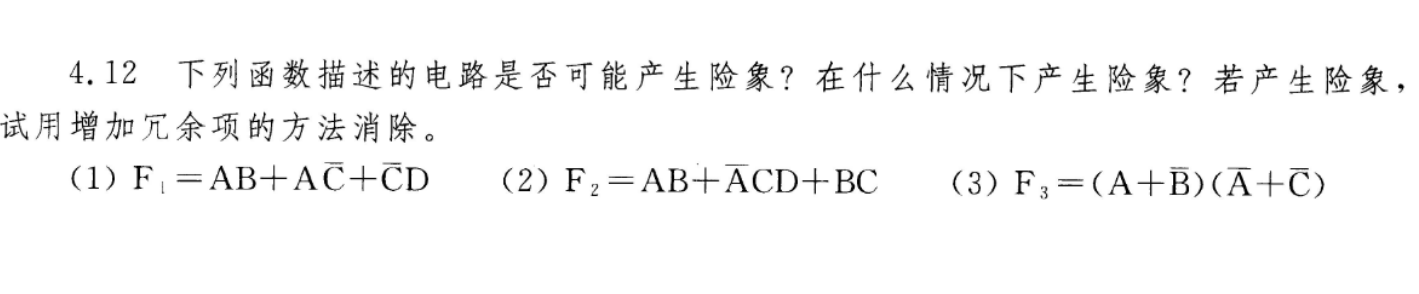 4.12 下列函数描述的电路是否可能产生险象？在什么情况下产生险象？若产生险象，
试用增加冗余项的方法消除。
(1) F₁=AB+AC̅+C̅D (2) F₂=AB+A̅CD+BC (3) F₃=(A+B̅)(A̅+C̅)